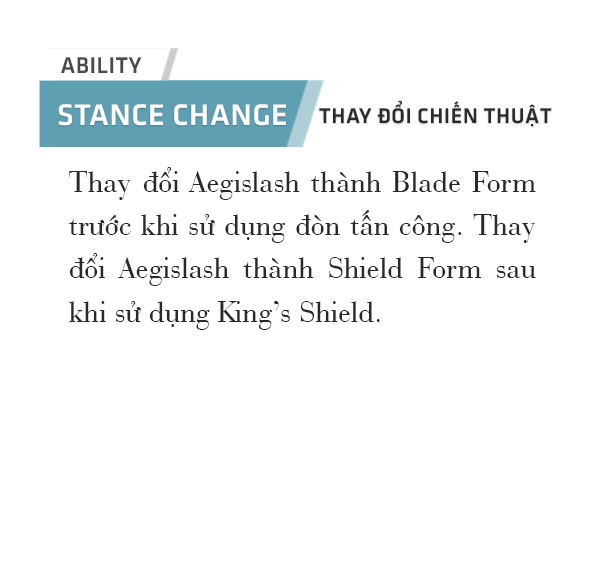 ABILITY
STANCE CHANGE THAY ĐỔI CHIẾN THUẬT
Thay đổi Aegislash thành Blade Form
trước khi sử dụng đòn tấn công. Thay
đổi Aegislash thành Shield Form sau
khi sử dụng King's Shield.